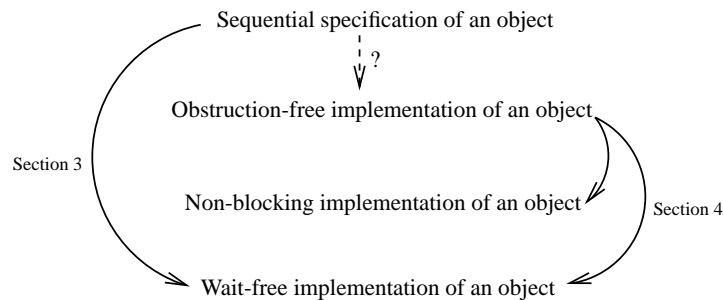 Sequential specification of an object
?
Obstruction-free implementation of an object
Section 3
Non-blocking implementation of an object
Section 4
Wait-free implementation of an object